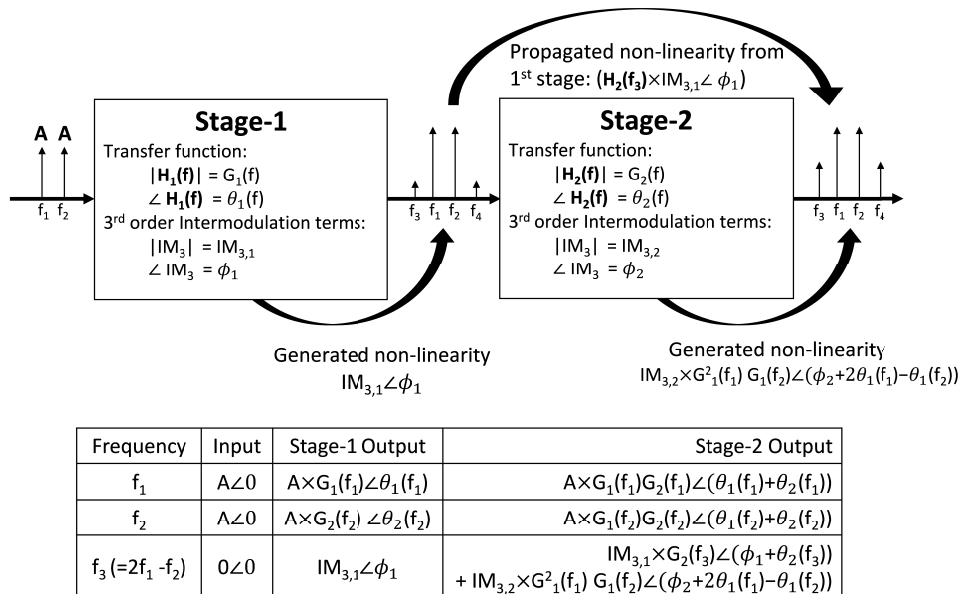 Propagated non-linearity from
1st stage: (H₂(f₃)×IM₃,₁∠ ϕ₁)
Stage-1
Transfer function:
|H₁(f)| = G₁(f)
∠ H₁(f) = θ₁(f)
3rd order Intermodulation terms:
|IM₃| = IM₃,₁
∠ IM₃ = ϕ₁
Stage-2
Transfer function:
|H₂(f)| = G₂(f)
∠ H₂(f) = θ₂(f)
3rd order Intermodulation terms:
|IM₃| = IM₃,₂
∠ IM₃ = ϕ₂
A A
f₁ f₂
f₃ f₁ f₂ f₄
f₃ f₁ f₂ f₄
Generated non-linearity
IM₃,₁∠ϕ₁
Generated non-linearity
IM₃,₂×G²₁(f₁) G₁(f₂)∠(ϕ₂+2θ₁(f₁)−θ₁(f₂))
Frequency Input Stage-1 Output Stage-2 Output
f₁ A∠0 A×G₁(f₁)∠θ₁(f₁) A×G₁(f₁)G₂(f₁)∠(θ₁(f₁)+θ₂(f₁))
f₂ A∠0 A×G₂(f₂) ∠θ₂(f₂) A×G₁(f₂)G₂(f₂)∠(θ₁(f₂)+θ₂(f₂))
f₃ (=2f₁ -f₂) 0∠0 IM₃,₁∠ϕ₁ IM₃,₁×G₂(f₃)∠(ϕ₁+θ₂(f₃))
+ IM₃,₂×G²₁(f₁) G₁(f₂)∠(ϕ₂+2θ₁(f₁)−θ₁(f₂))